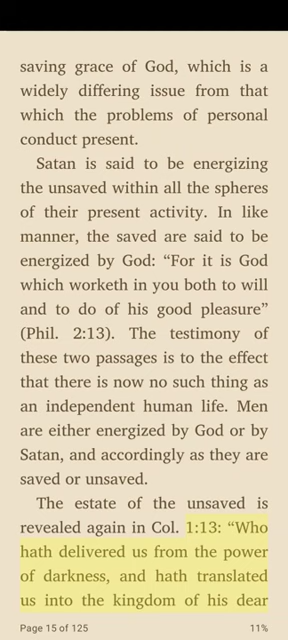 saving grace of God, which is a
widely differing issue from that
which the problems of personal
conduct present.
Satan is said to be energizing
the unsaved within all the spheres
of their present activity. In like
manner, the saved are said to be
energized by God: “For it is God
which worketh in you both to will
and to do of his good pleasure”
(Phil. 2:13). The testimony of
these two passages is to the effect
that there is now no such thing as
an independent human life. Men
are either energized by God or by
Satan, and accordingly as they are
saved or unsaved.
The estate of the unsaved is
revealed again in Col. 1:13: “Who
hath delivered us from the power
of darkness, and hath translated
us into the kingdom of his dear
Page 15 of 125 11%